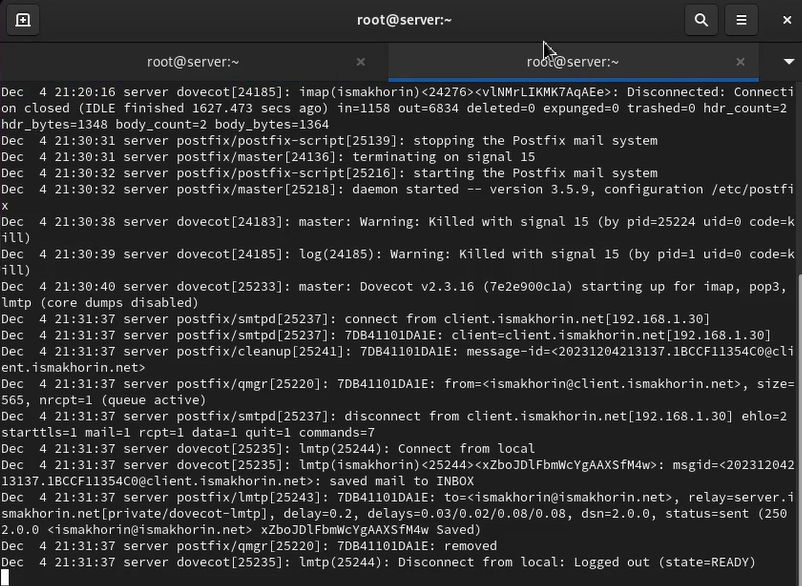 root@server:~
root@server:~
root@server:~
Dec  4 21:20:16 server dovecot[24185]: imap(ismakhorin)<24276><vlNMrLIKMK7AqAEe>: Disconnected: Connecti
on closed (IDLE finished 1627.473 secs ago) in=1158 out=6834 deleted=0 expunged=0 trashed=0 hdr_count=2
hdr_bytes=1348 body_count=2 body_bytes=1364
Dec  4 21:30:31 server postfix/postfix-script[25139]: stopping the Postfix mail system
Dec  4 21:30:31 server postfix/master[24136]: terminating on signal 15
Dec  4 21:30:32 server postfix/postfix-script[25216]: starting the Postfix mail system
Dec  4 21:30:32 server postfix/master[25218]: daemon started -- version 3.5.9, configuration /etc/postfi
x
Dec  4 21:30:38 server dovecot[24183]: master: Warning: Killed with signal 15 (by pid=25224 uid=0 code=k
ill)
Dec  4 21:30:39 server dovecot[24185]: log(24185): Warning: Killed with signal 15 (by pid=1 uid=0 code=k
ill)
Dec  4 21:30:40 server dovecot[25233]: master: Dovecot v2.3.16 (7e2e900c1a) starting up for imap, pop3,
lmtp (core dumps disabled)
Dec  4 21:31:37 server postfix/smtpd[25237]: connect from client.ismakhorin.net[192.168.1.30]
Dec  4 21:31:37 server postfix/smtpd[25237]: 7DB41101DA1E: client=client.ismakhorin.net[192.168.1.30]
Dec  4 21:31:37 server postfix/cleanup[25241]: 7DB41101DA1E: message-id=<20231204213137.1BCCF11354C0@cli
ent.ismakhorin.net>
Dec  4 21:31:37 server postfix/qmgr[25220]: 7DB41101DA1E: from=<ismakhorin@client.ismakhorin.net>, size=
565, nrcpt=1 (queue active)
Dec  4 21:31:37 server postfix/smtpd[25237]: disconnect from client.ismakhorin.net[192.168.1.30] ehlo=2
starttls=1 mail=1 rcpt=1 data=1 quit=1 commands=7
Dec  4 21:31:37 server dovecot[25235]: lmtp(25244): Connect from local
Dec  4 21:31:37 server dovecot[25235]: lmtp(ismakhorin)<25244><xZboJDlFbmWcYgAAXSfM4w>: msgid=<202312042
13137.1BCCF11354C0@client.ismakhorin.net>: saved mail to INBOX
Dec  4 21:31:37 server postfix/lmtp[25243]: 7DB41101DA1E: to=<ismakhorin@ismakhorin.net>, relay=server.i
smakhorin.net[private/dovecot-lmtp], delay=0.2, delays=0.03/0.02/0.08/0.08, dsn=2.0.0, status=sent (250
2.0.0 <ismakhorin@ismakhorin.net> xZboJDlFbmWcYgAAXSfM4w Saved)
Dec  4 21:31:37 server postfix/qmgr[25220]: 7DB41101DA1E: removed
Dec  4 21:31:37 server dovecot[25235]: lmtp(25244): Disconnect from local: Logged out (state=READY)